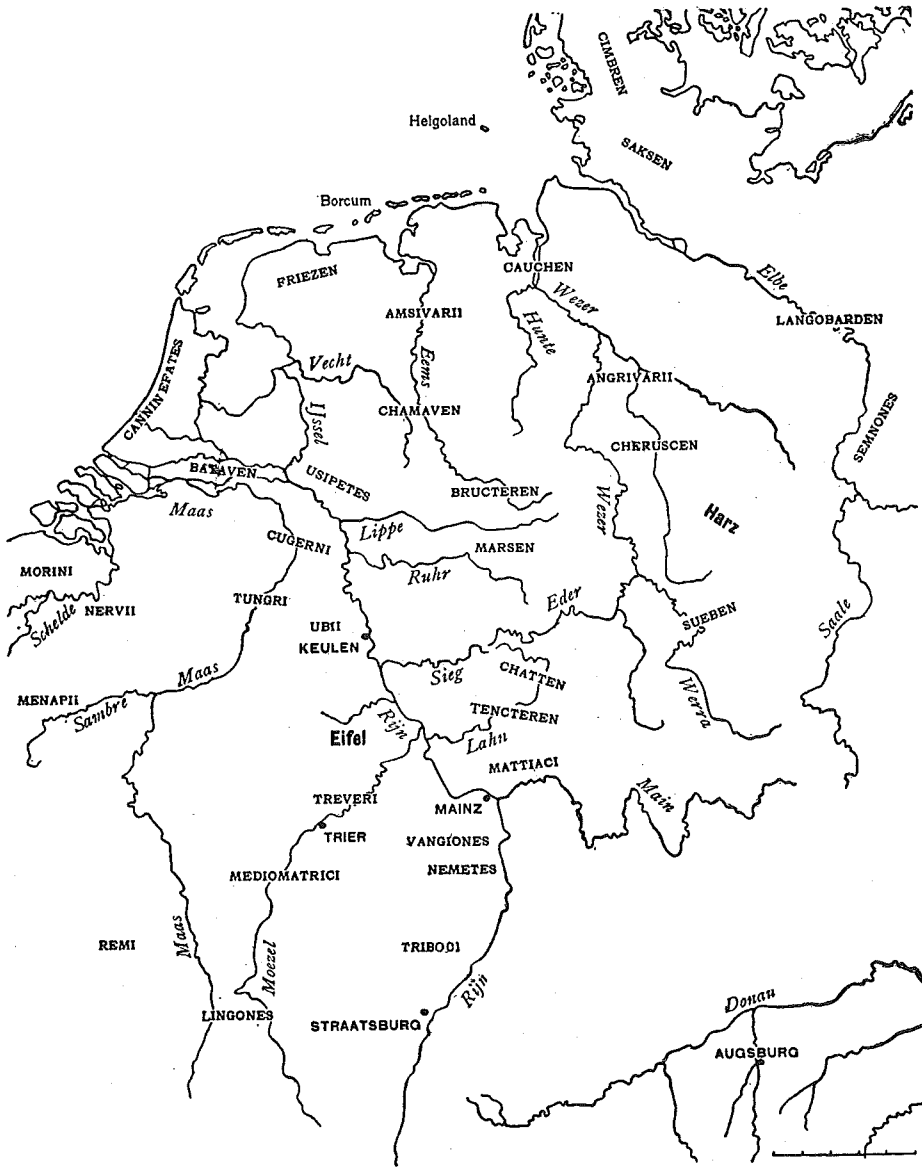 CIMBREN
Helgoland
SAKSEN
Borcum
FRIEZEN
CAUCHEN
Elbe
Wezer
AMSIVARII
Hunte
LANGOBARDEN
CANNINEFATES
Vecht
Eems
ANGRIVARII
IJssel
CHAMAVEN
CHERUSCEN
SEMNONES
BATAVEN
USIPETES
BRUCTEREN
Wezer
Harz
Maas
Lippe
CUGERNI
MARSEN
MORINI
Ruhr
Schelde
NERVII
TUNGRI
Eder
SUEBEN
Saale
UBII
KEULEN
Maas
Sieg
CHATTEN
MENAPII
Sambre
Werra
TENCTEREN
Rijn
Eifel
Lahn
MATTIACI
TREVERI
MAINZ
Main
TRIER
VANGIONES
MEDIOMATRICI
NEMETES
REMI
Maas
TRIBOCI
Moezel
Rijn
LINGONES
STRAATSBURG
Donau
AUGSBURG